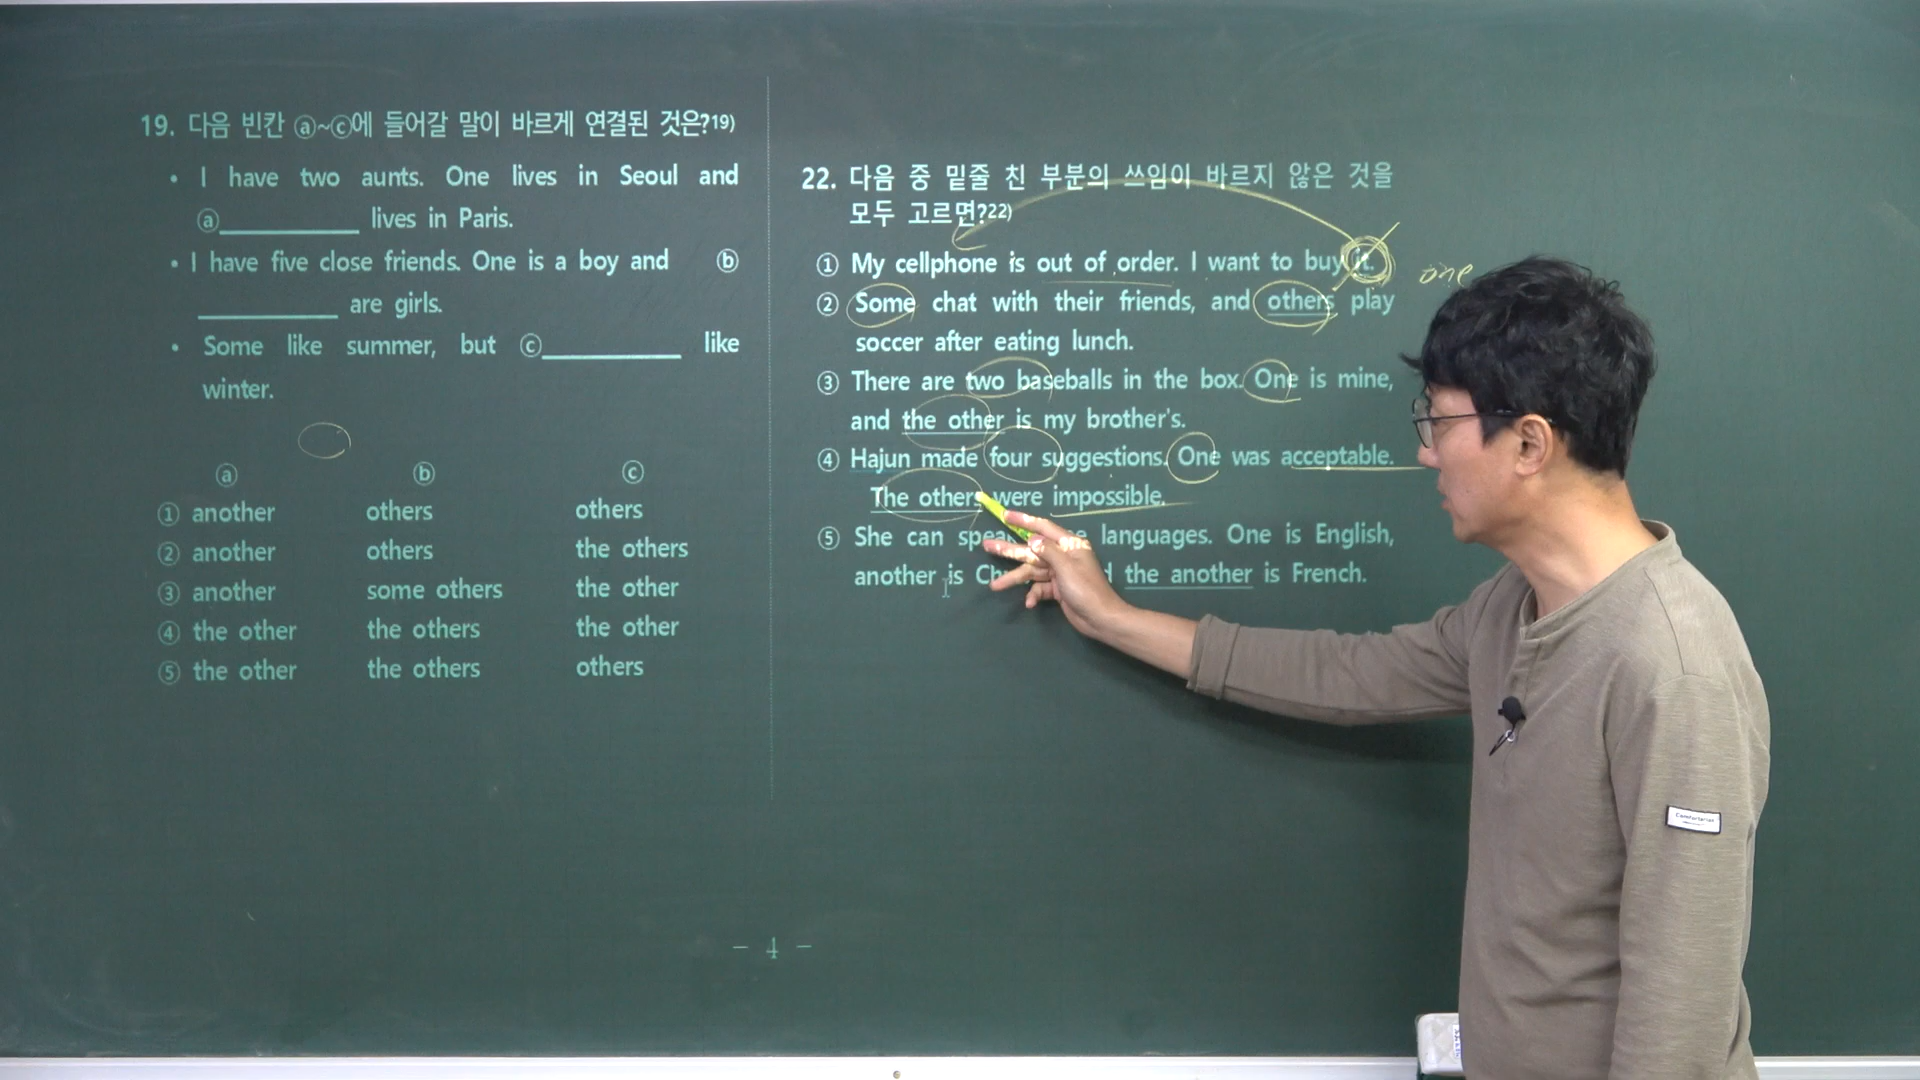 19. 다음 빈칸 ⓐ~ⓒ에 들어갈 말이 바르게 연결된 것은?19)
• I have two aunts. One lives in Seoul and
ⓐ__________ lives in Paris.
• I have five close friends. One is a boy and ⓑ
__________ are girls.
• Some like summer, but ⓒ__________ like
winter.
ⓐ ⓑ ⓒ
① another others others
② another others the others
③ another some others the other
④ the other the others the other
⑤ the other the others others
22. 다음 중 밑줄 친 부분의 쓰임이 바르지 않은 것을
모두 고르면?22)
① My cellphone is out of order. I want to buy it. one
② Some chat with their friends, and others play
soccer after eating lunch.
③ There are two baseballs in the box. One is mine,
and the other is my brother's.
④ Hajun made four suggestions. One was acceptable.
The others were impossible.
⑤ She can languages. One is English,
another is the another is French.
- 4 -